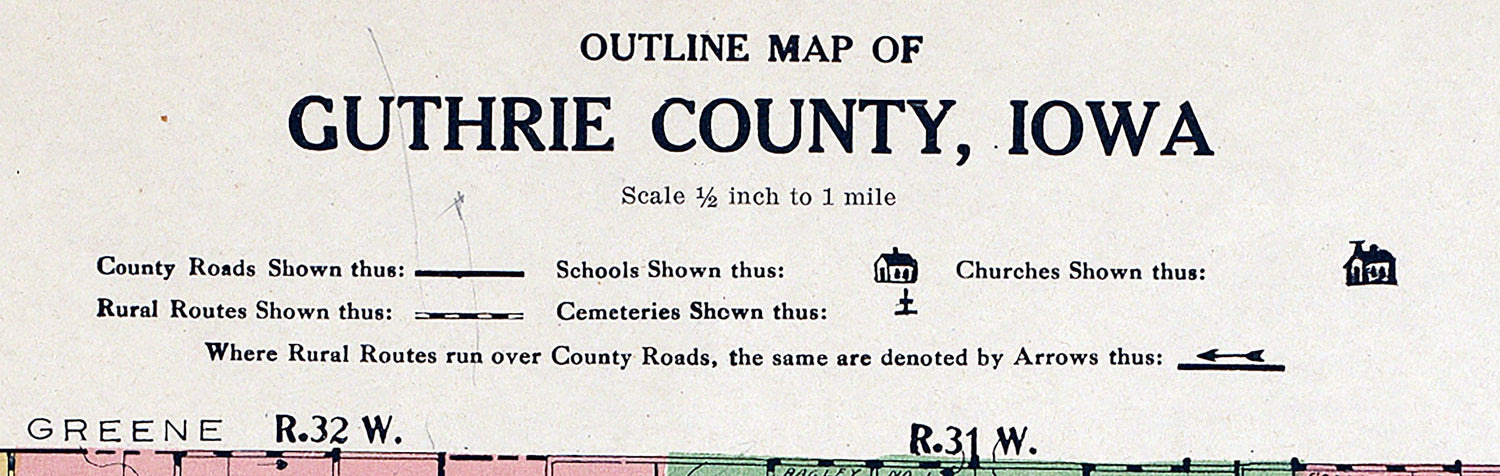 OUTLINE MAP OF
GUTHRIE COUNTY, IOWA
Scale ½ inch to 1 mile
County Roads Shown thus: Schools Shown thus: Churches Shown thus:
Rural Routes Shown thus: Cemeteries Shown thus:
Where Rural Routes run over County Roads, the same are denoted by Arrows thus:
GREENE R.32 W. R.31 W.